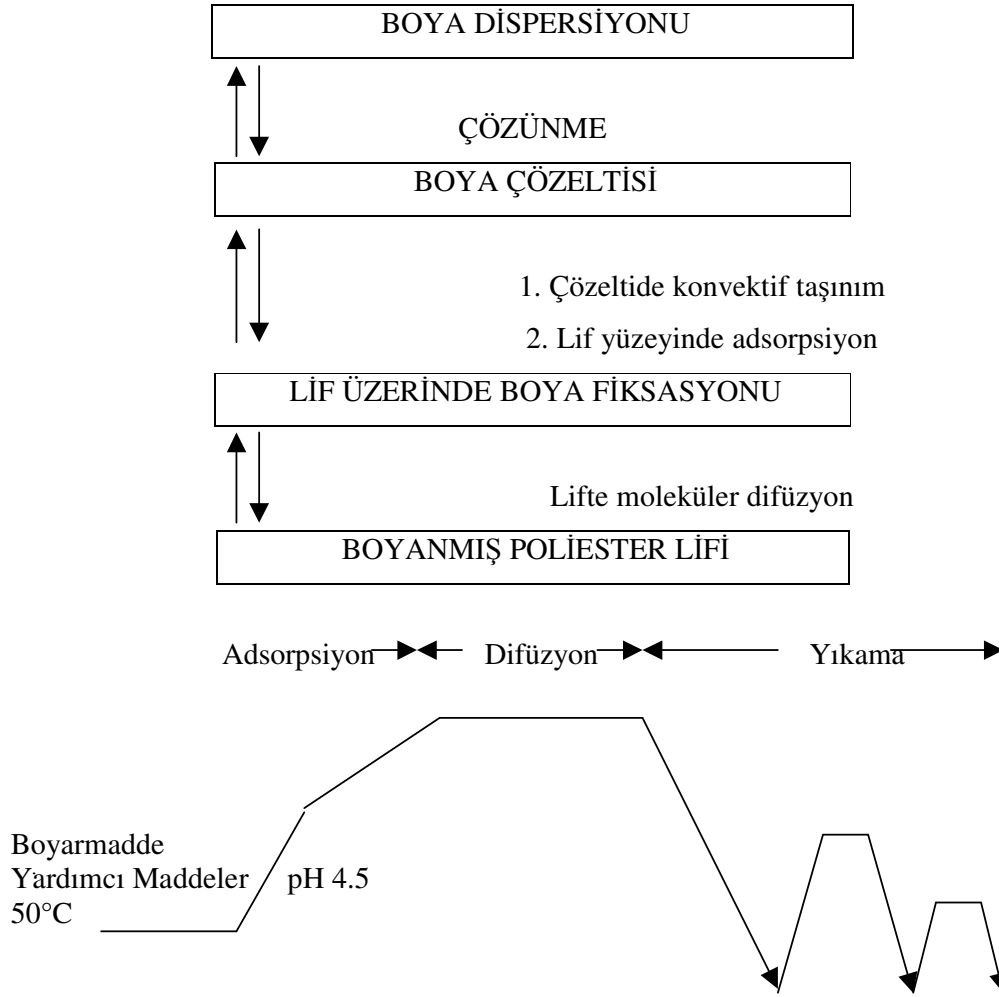 BOYA DİSPERSİYONU
ÇÖZÜNME
BOYA ÇÖZELTİSİ
1. Çözeltide konvektif taşınım
2. Lif yüzeyinde adsorpsiyon
LİF ÜZERİNDE BOYA FİKSASYONU
Lifte moleküler difüzyon
BOYANMIŞ POLİESTER LİFİ
Adsorpsiyon Difüzyon Yıkama
Boyarmadde
Yardımcı Maddeler pH 4.5
50°C